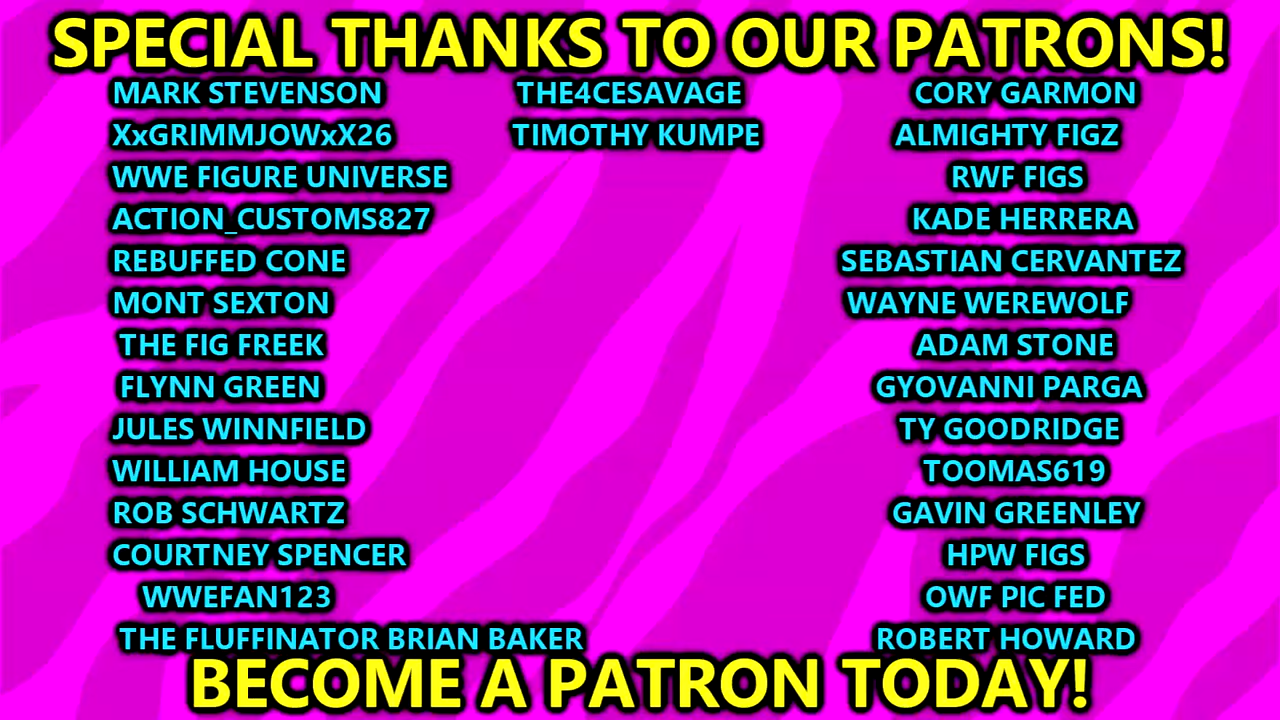 SPECIAL THANKS TO OUR PATRONS!
MARK STEVENSON
XxGRIMMJOWxX26
WWE FIGURE UNIVERSE
ACTION_CUSTOMS827
REBUFFED CONE
MONT SEXTON
THE FIG FREEK
FLYNN GREEN
JULES WINNFIELD
WILLIAM HOUSE
ROB SCHWARTZ
COURTNEY SPENCER
WWEFAN123
THE FLUFFINATOR BRIAN BAKER
THE4CESAVAGE
TIMOTHY KUMPE
CORY GARMON
ALMIGHTY FIGZ
RWF FIGS
KADE HERRERA
SEBASTIAN CERVANTEZ
WAYNE WEREWOLF
ADAM STONE
GYOVANNI PARGA
TY GOODRIDGE
TOOMAS619
GAVIN GREENLEY
HPW FIGS
OWF PIC FED
ROBERT HOWARD
BECOME A PATRON TODAY!